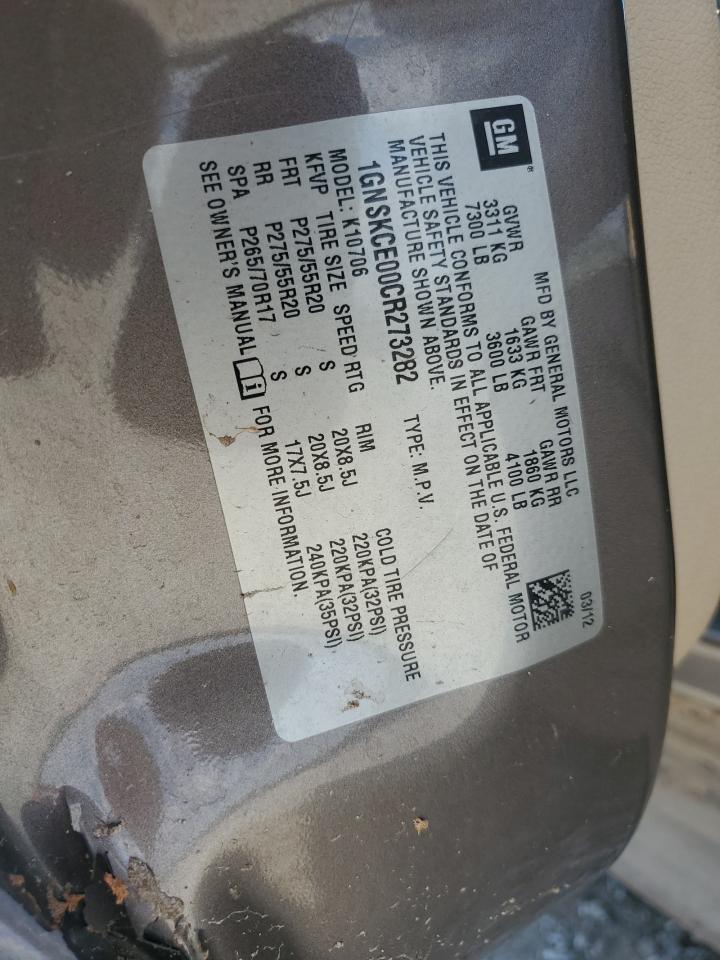 GM ®
MFD BY GENERAL MOTORS LLC 03/12
GVWR GAWR FRT GAWR RR
3311 KG 1633 KG 1860 KG
7300 LB 3600 LB 4100 LB
THIS VEHICLE CONFORMS TO ALL APPLICABLE U.S. FEDERAL MOTOR
VEHICLE SAFETY STANDARDS IN EFFECT ON THE DATE OF
MANUFACTURE SHOWN ABOVE.
1GNSKCE00CR273282 TYPE: M.P.V.
MODEL: K10706
KFVP TIRE SIZE SPEED RTG RIM COLD TIRE PRESSURE
FRT P275/55R20 S 20X8.5J 220KPA(32PSI)
RR P275/55R20 S 20X8.5J 220KPA(32PSI)
SPA P265/70R17 17X7.5J 240KPA(35PSI)
SEE OWNER'S MANUAL i FOR MORE INFORMATION.